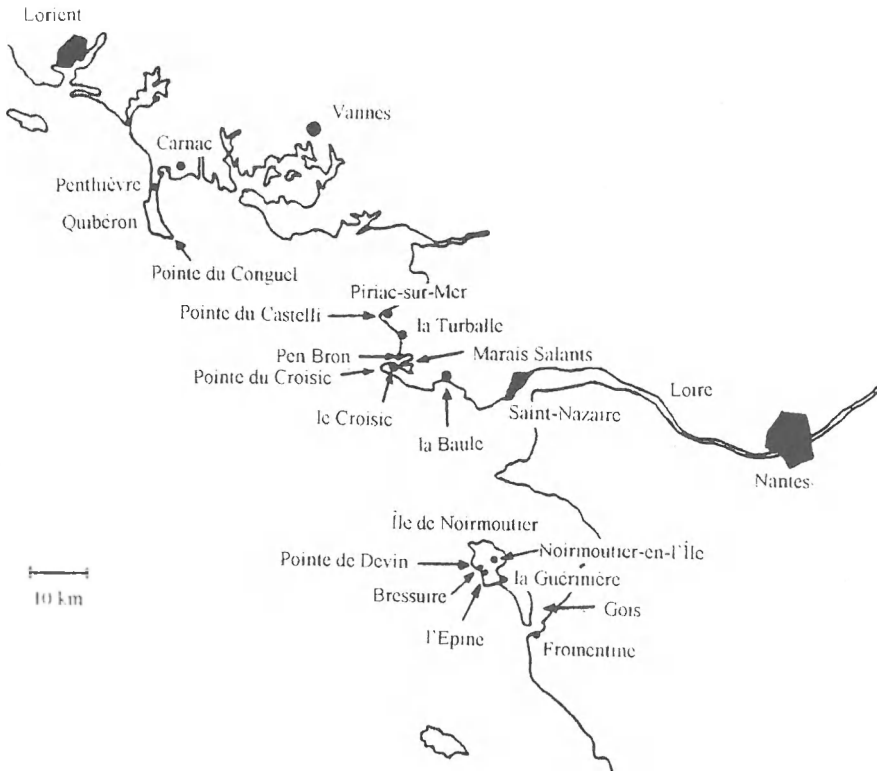 Lorient
Vannes
Carnac
Penthièvre
Quibéron
Pointe du Conguel
Piriac-sur-Mer
Pointe du Castelli
la Turballe
Pen Bron
Marais Salants
Pointe du Croisic
Loire
le Croisic
Saint-Nazaire
la Baule
Nantes
Île de Noirmoutier
Noirmoutier-en-l'Île
Pointe de Devin
la Guérinière
Bressuire
10 km
Gois
l'Epine
Fromentine